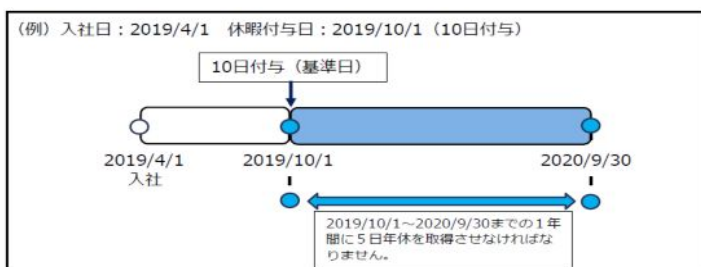 (例)入社日:2019/4/1　休暇付与日:2019/10/1(10日付与)
10日付与(基準日)
2019/4/1
入社
2019/10/1
2020/9/30
2019/10/1~2020/9/30までの1年
間に5日年休を取得させなければな
りません。